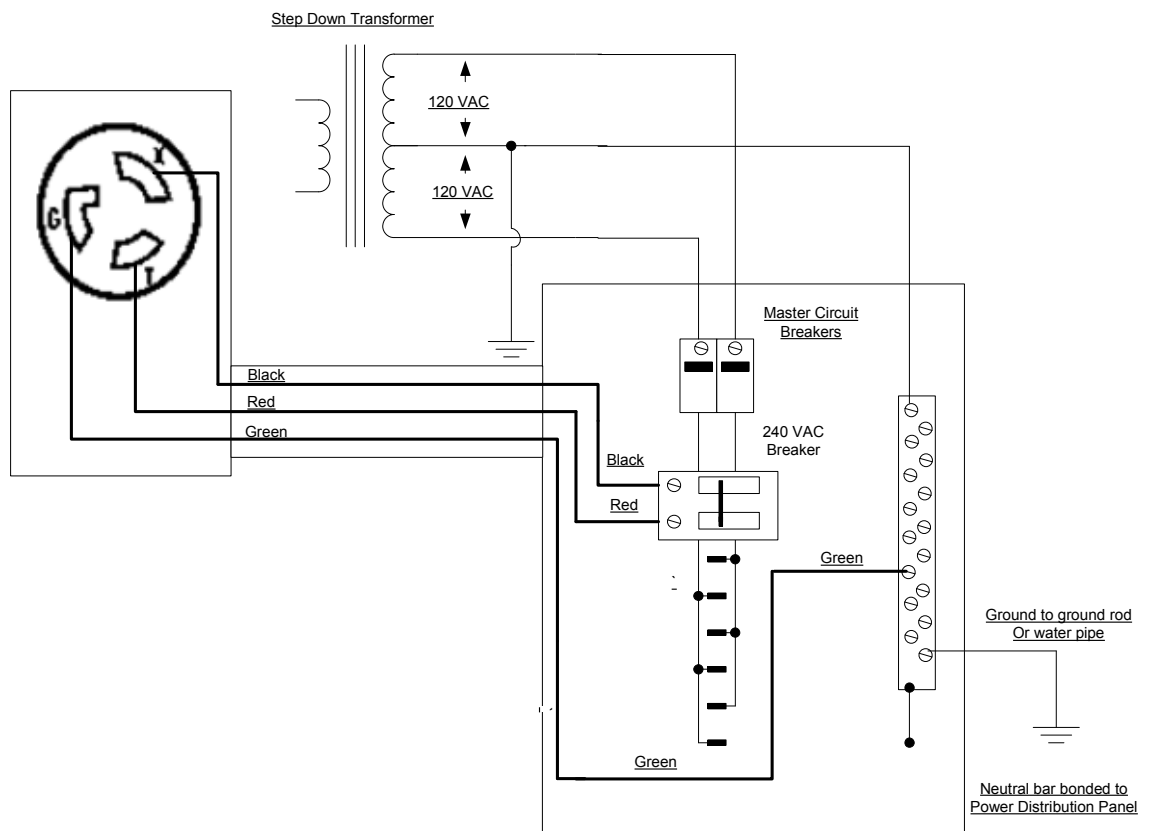 Step Down Transformer
120 VAC
120 VAC
X
G
T
Master Circuit
Breakers
Black
Red
Green
240 VAC
Breaker
Black
Red
Green
Ground to ground rod
Or water pipe
Green
Neutral bar bonded to
Power Distribution Panel